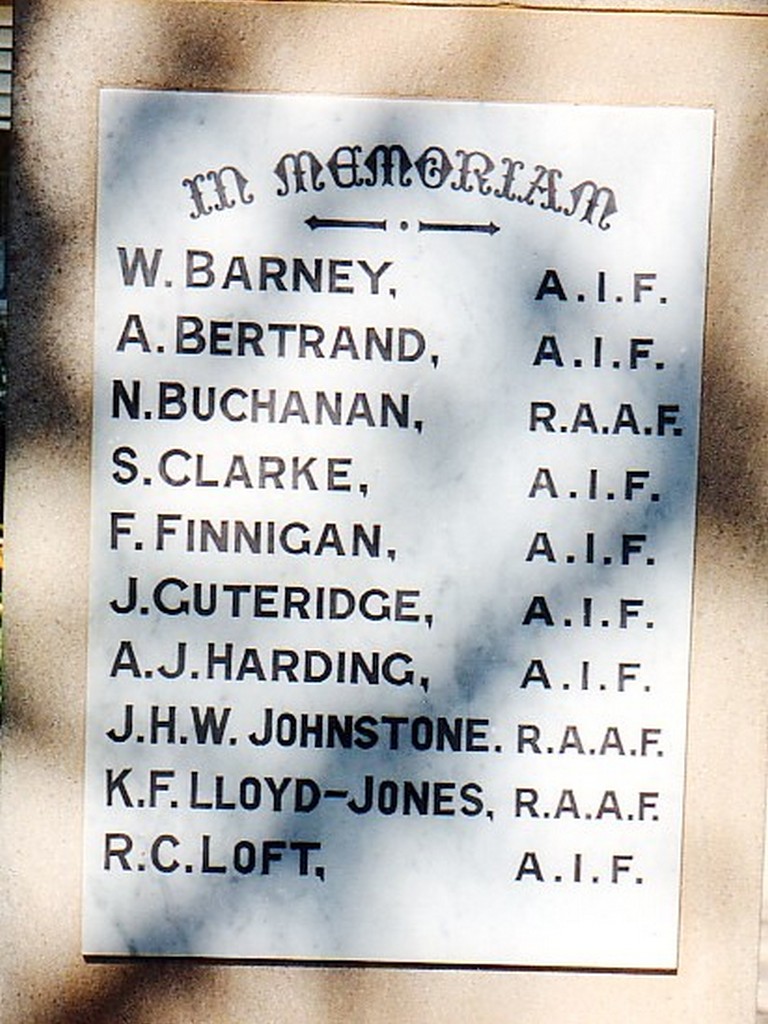 IN MEMORIAM
W. BARNEY, A.I.F.
A. BERTRAND, A.I.F.
N. BUCHANAN, R.A.A.F.
S. CLARKE, A.I.F.
F. FINNIGAN, A.I.F.
J. GUTERIDGE, A.I.F.
A.J. HARDING, A.I.F.
J.H.W. JOHNSTONE. R.A.A.F.
K.F. LLOYD-JONES, R.A.A.F.
R.C. LOFT, A.I.F.